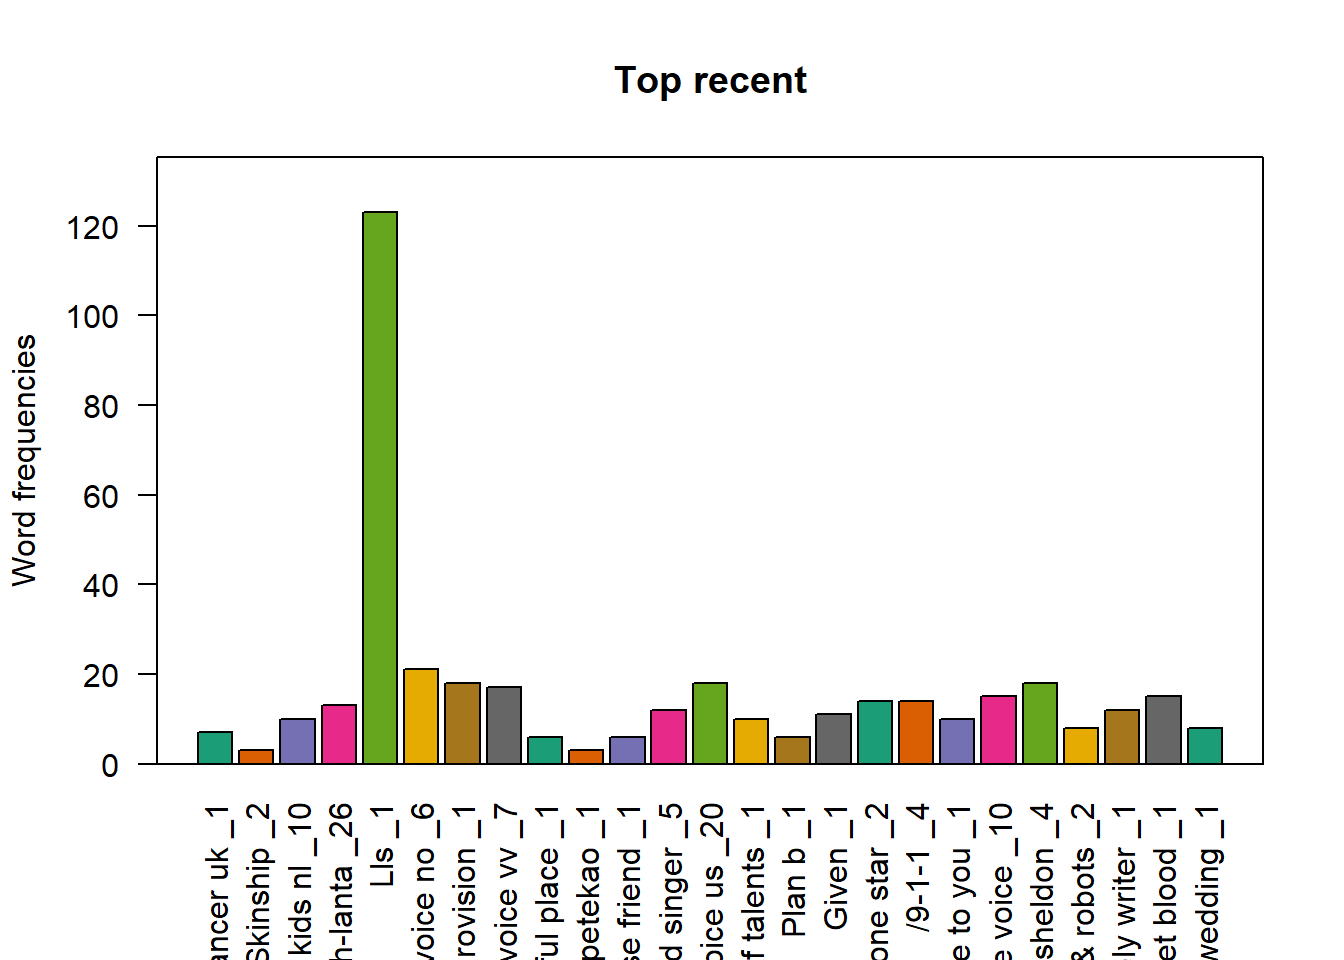 Top recent
Word frequencies
120
100
80
60
40
20
0
ancer uk _1
Skinship _2
kids nl _10
h-lanta _26
Lls _1
voice no _6
rovision _1
voice vv _7
ful place _1
petekao _1
se friend _1
d singer _5
oice us _20
f talents _1
Plan b _1
Given _1
one star _2
/9-1-1 _4
e to you _1
e voice _10
sheldon _4
& robots _2
ly writer _1
et blood _1
wedding _1